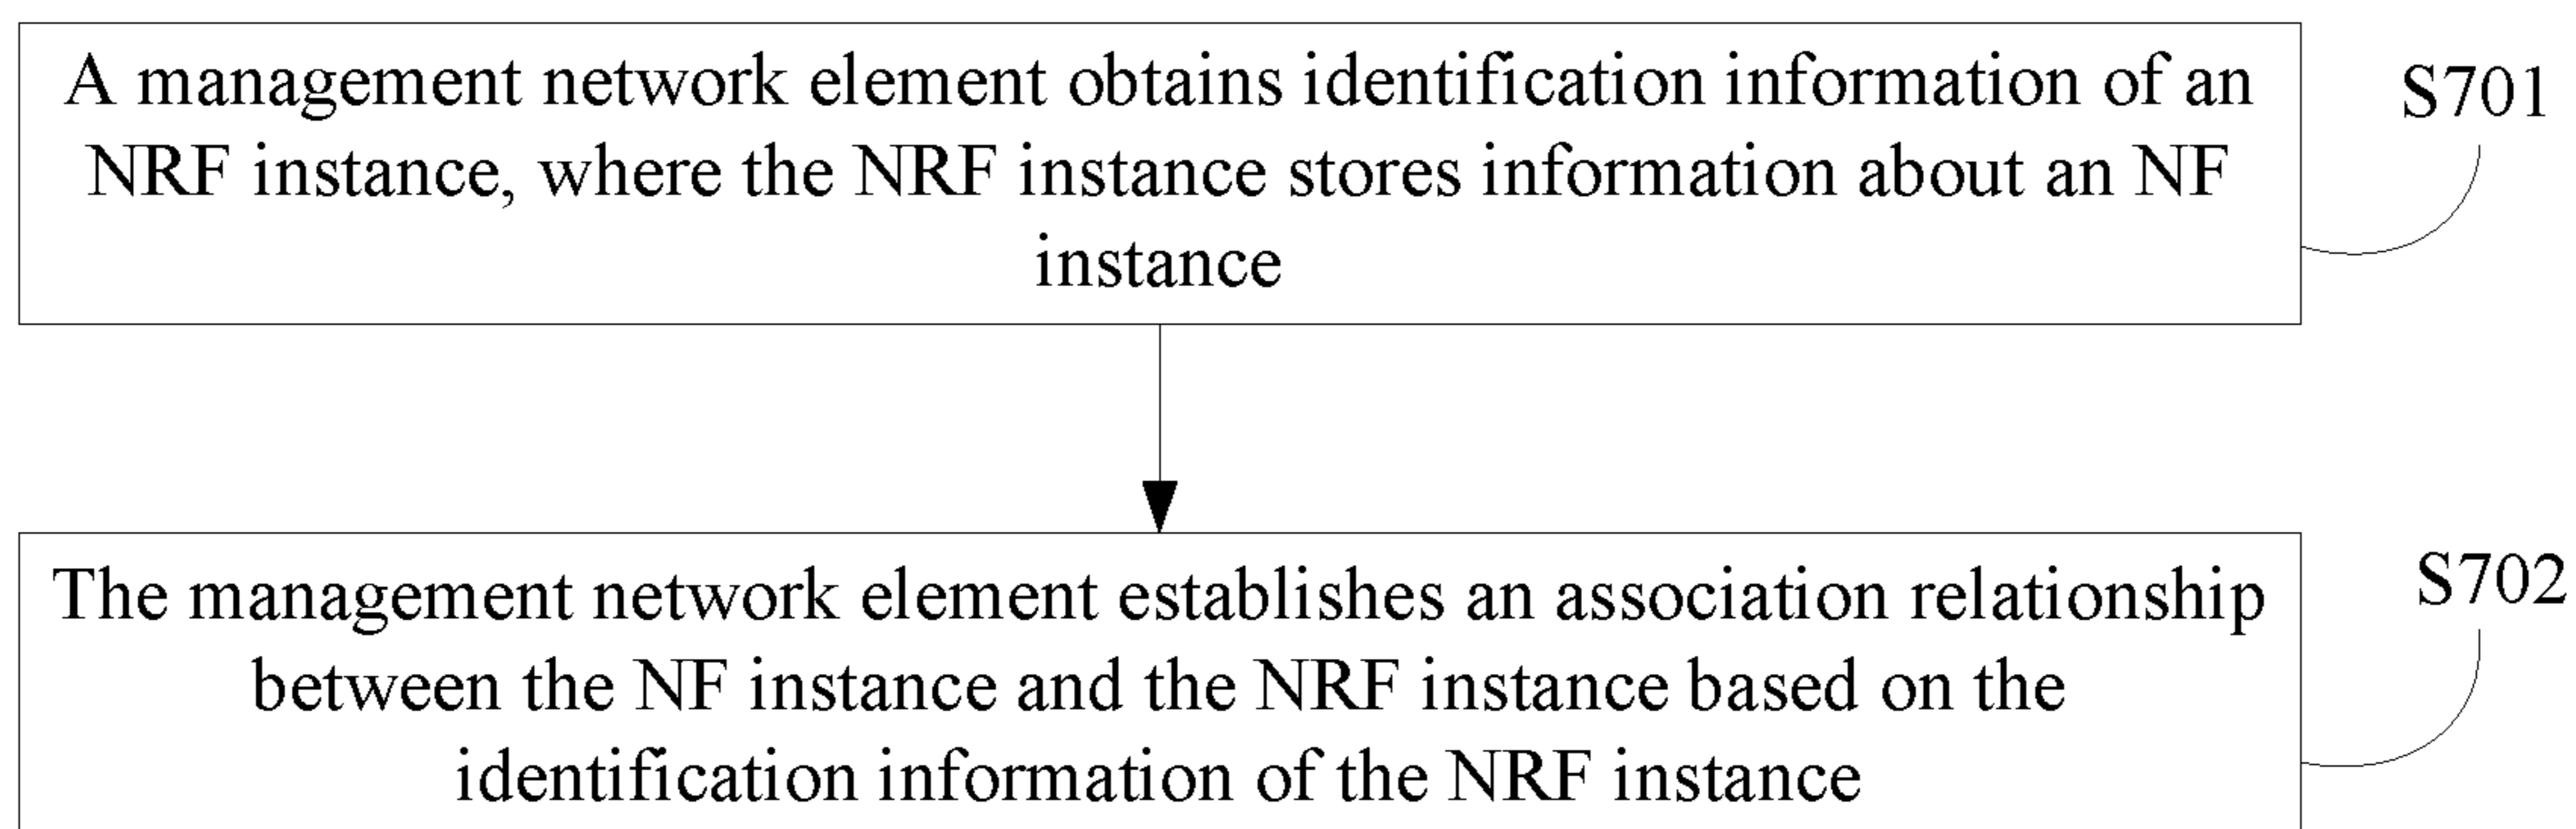 A management network element obtains identification information of an
NRF instance, where the NRF instance stores information about an NF
instance
S701
The management network element establishes an association relationship
between the NF instance and the NRF instance based on the
identification information of the NRF instance
S702